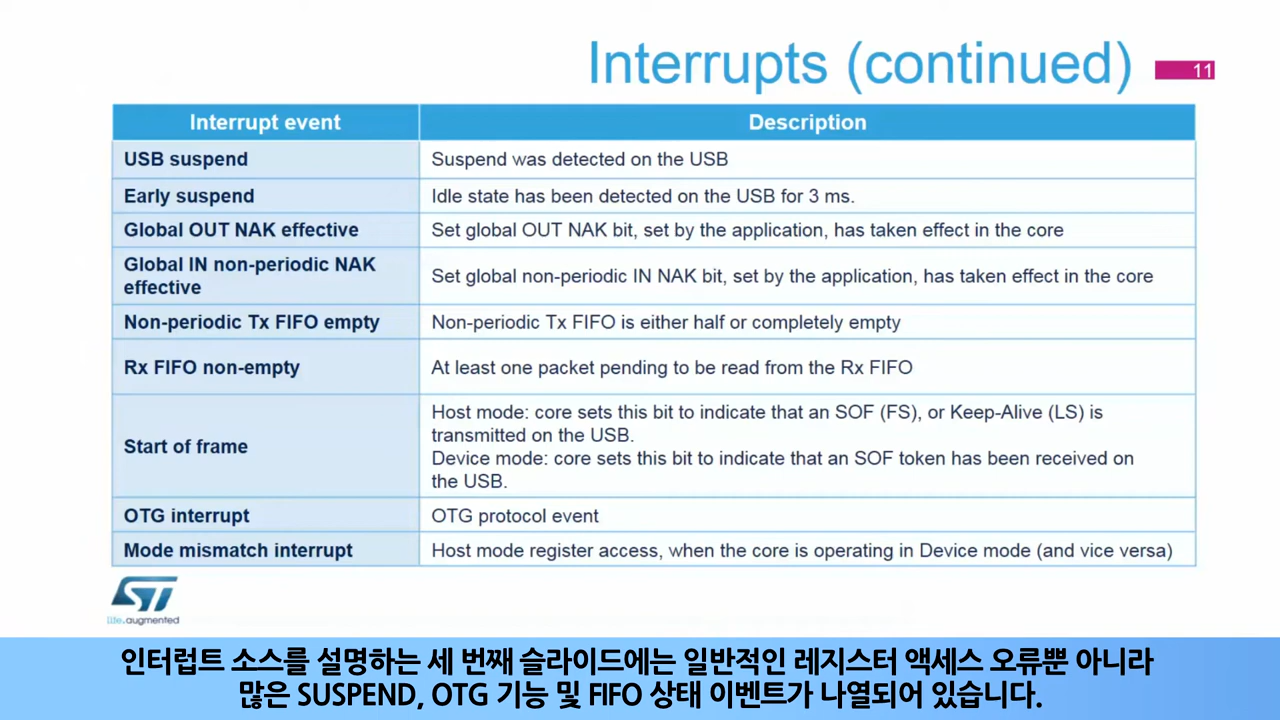 Interrupts (continued)
11
Interrupt event
Description
USB suspend
Suspend was detected on the USB
Early suspend
Idle state has been detected on the USB for 3 ms.
Global OUT NAK effective
Set global OUT NAK bit, set by the application, has taken effect in the core
Global IN non-periodic NAK
effective
Set global non-periodic IN NAK bit, set by the application, has taken effect in the core
Non-periodic Tx FIFO empty
Non-periodic Tx FIFO is either half or completely empty
Rx FIFO non-empty
At least one packet pending to be read from the Rx FIFO
Start of frame
Host mode: core sets this bit to indicate that an SOF (FS), or Keep-Alive (LS) is
transmitted on the USB.
Device mode: core sets this bit to indicate that an SOF token has been received on
the USB.
OTG interrupt
OTG protocol event
Mode mismatch interrupt
Host mode register access, when the core is operating in Device mode (and vice versa)
ST
life.augmented
인터럽트 소스를 설명하는 세 번째 슬라이드에는 일반적인 레지스터 액세스 오류뿐 아니라
많은 SUSPEND, OTG 기능 및 FIFO 상태 이벤트가 나열되어 있습니다.